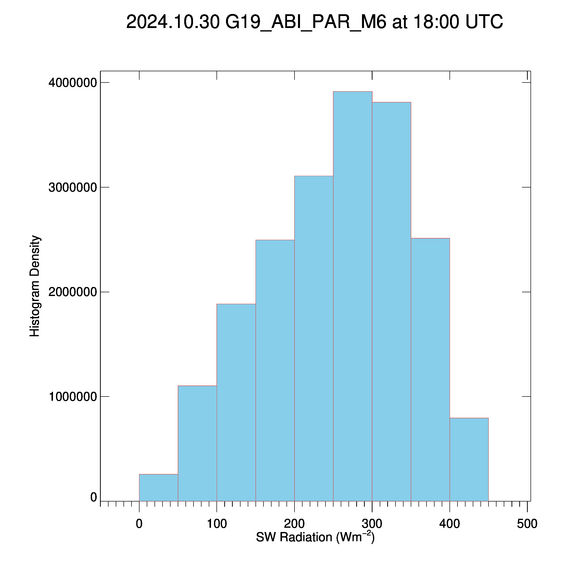 2024.10.30 G19_ABI_PAR_M6 at 18:00 UTC
4000000
3000000
2000000
1000000
0
Histogram Density
0 100 200 300 400 500
SW Radiation (Wm⁻²)